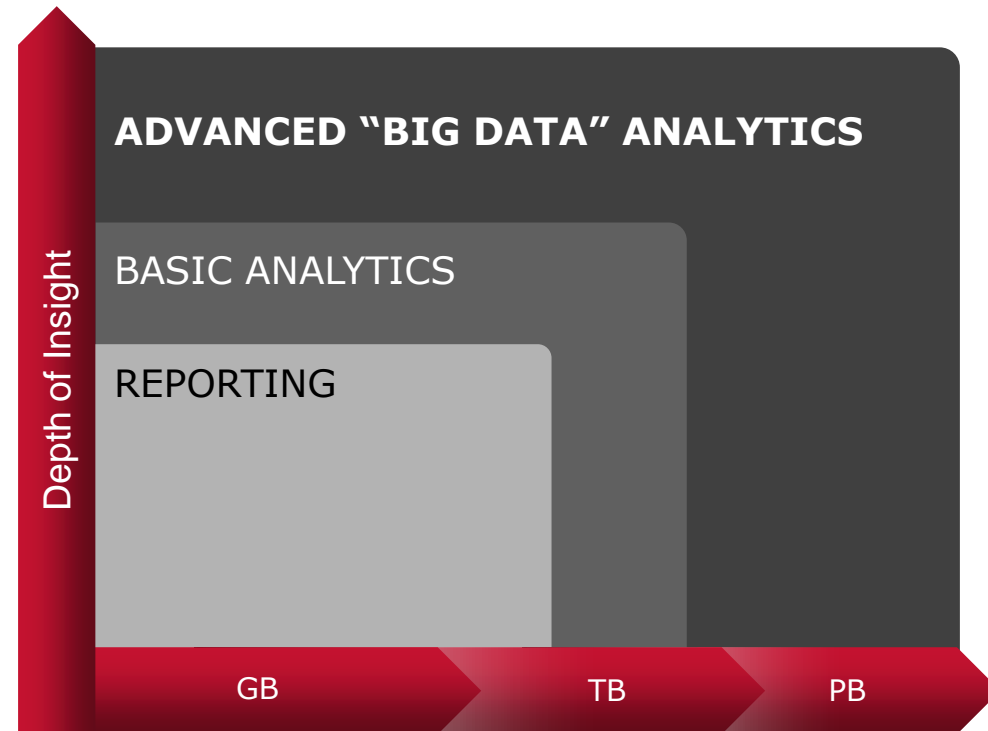 ADVANCED “BIG DATA” ANALYTICS
BASIC ANALYTICS
REPORTING
Depth of Insight
GB
TB
PB